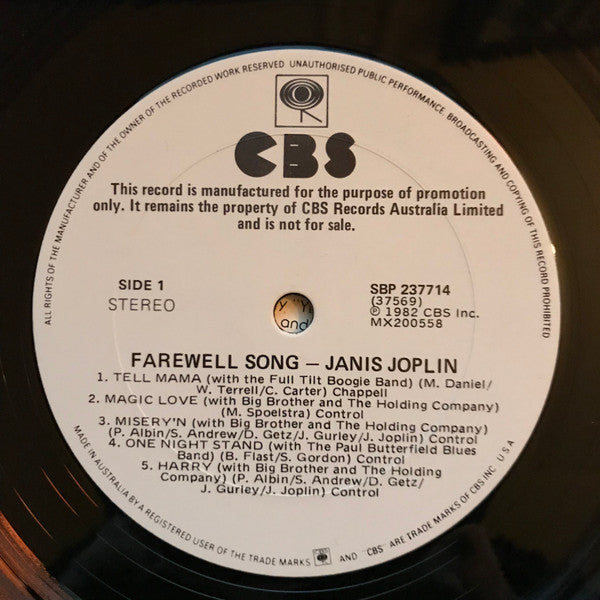 ALL RIGHTS OF THE MANUFACTURER AND OF THE OWNER OF THE RECORDED WORK RESERVED. UNAUTHORISED PUBLIC PERFORMANCE, BROADCASTING AND COPYING OF THIS RECORD PROHIBITED
CBS
This record is manufactured for the purpose of promotion
only. It remains the property of CBS Records Australia Limited
and is not for sale.
SIDE 1
STEREO
SBP 237714
(37569)
℗ 1982 CBS Inc.
MX200558
and
FAREWELL SONG – JANIS JOPLIN
1. TELL MAMA (with the Full Tilt Boogie Band) (M. Daniel/
W. Terrell/C. Carter) Chappell
2. MAGIC LOVE (with Big Brother and The Holding Company)
(M. Spoelstra) Control
3. MISERY'N (with Big Brother and The Holding Company)
(P. Albin/S. Andrew/D. Getz/J. Gurley/J. Joplin) Control
4. ONE NIGHT STAND (with The Paul Butterfield Blues
Band) (B. Flast/S. Gordon) Control
5. HARRY (with Big Brother and The Holding
Company) (P. Albin/S. Andrew/D. Getz/
J. Gurley/J. Joplin) Control
MADE IN AUSTRALIA BY A REGISTERED USER OF THE TRADE MARKS AND "CBS" ARE TRADE MARKS OF CBS INC. U S A